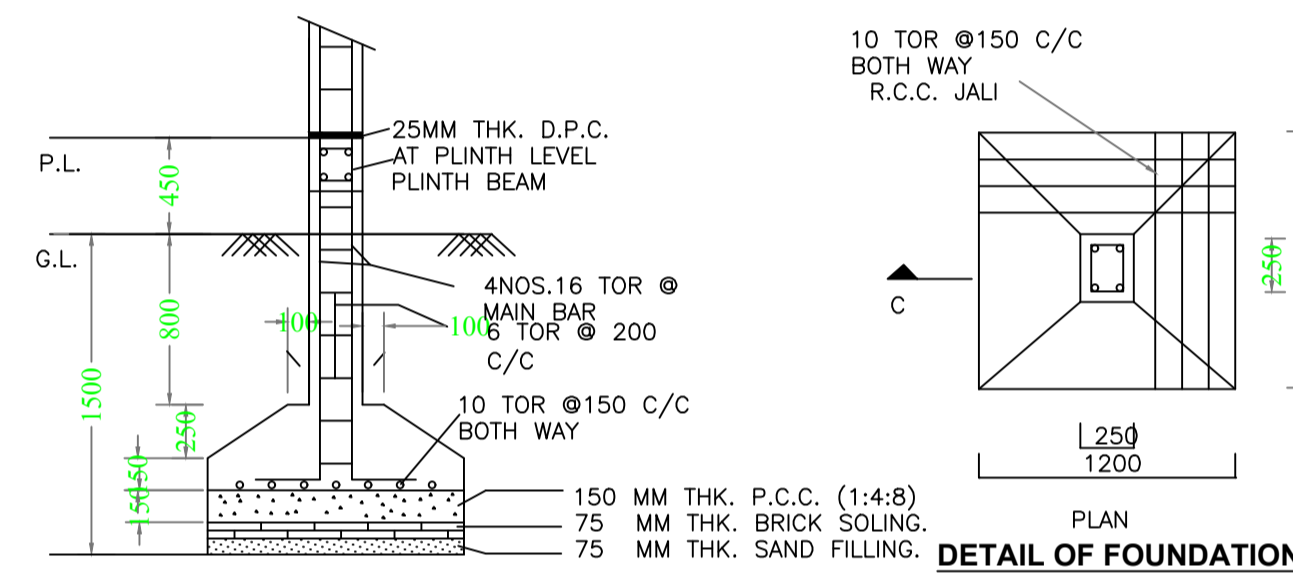 25MM THK. D.P.C.
AT PLINTH LEVEL
PLINTH BEAM
P.L.
450
G.L.
4NOS.16 TOR @
MAIN BAR
6 TOR @ 200
C/C
100
100
800
1500
10 TOR @150 C/C
BOTH WAY
250
150
150
150 MM THK. P.C.C. (1:4:8)
75 MM THK. BRICK SOLING.
75 MM THK. SAND FILLING.
10 TOR @150 C/C
BOTH WAY
R.C.C. JALI
C
250
250
1200
PLAN
DETAIL OF FOUNDATION